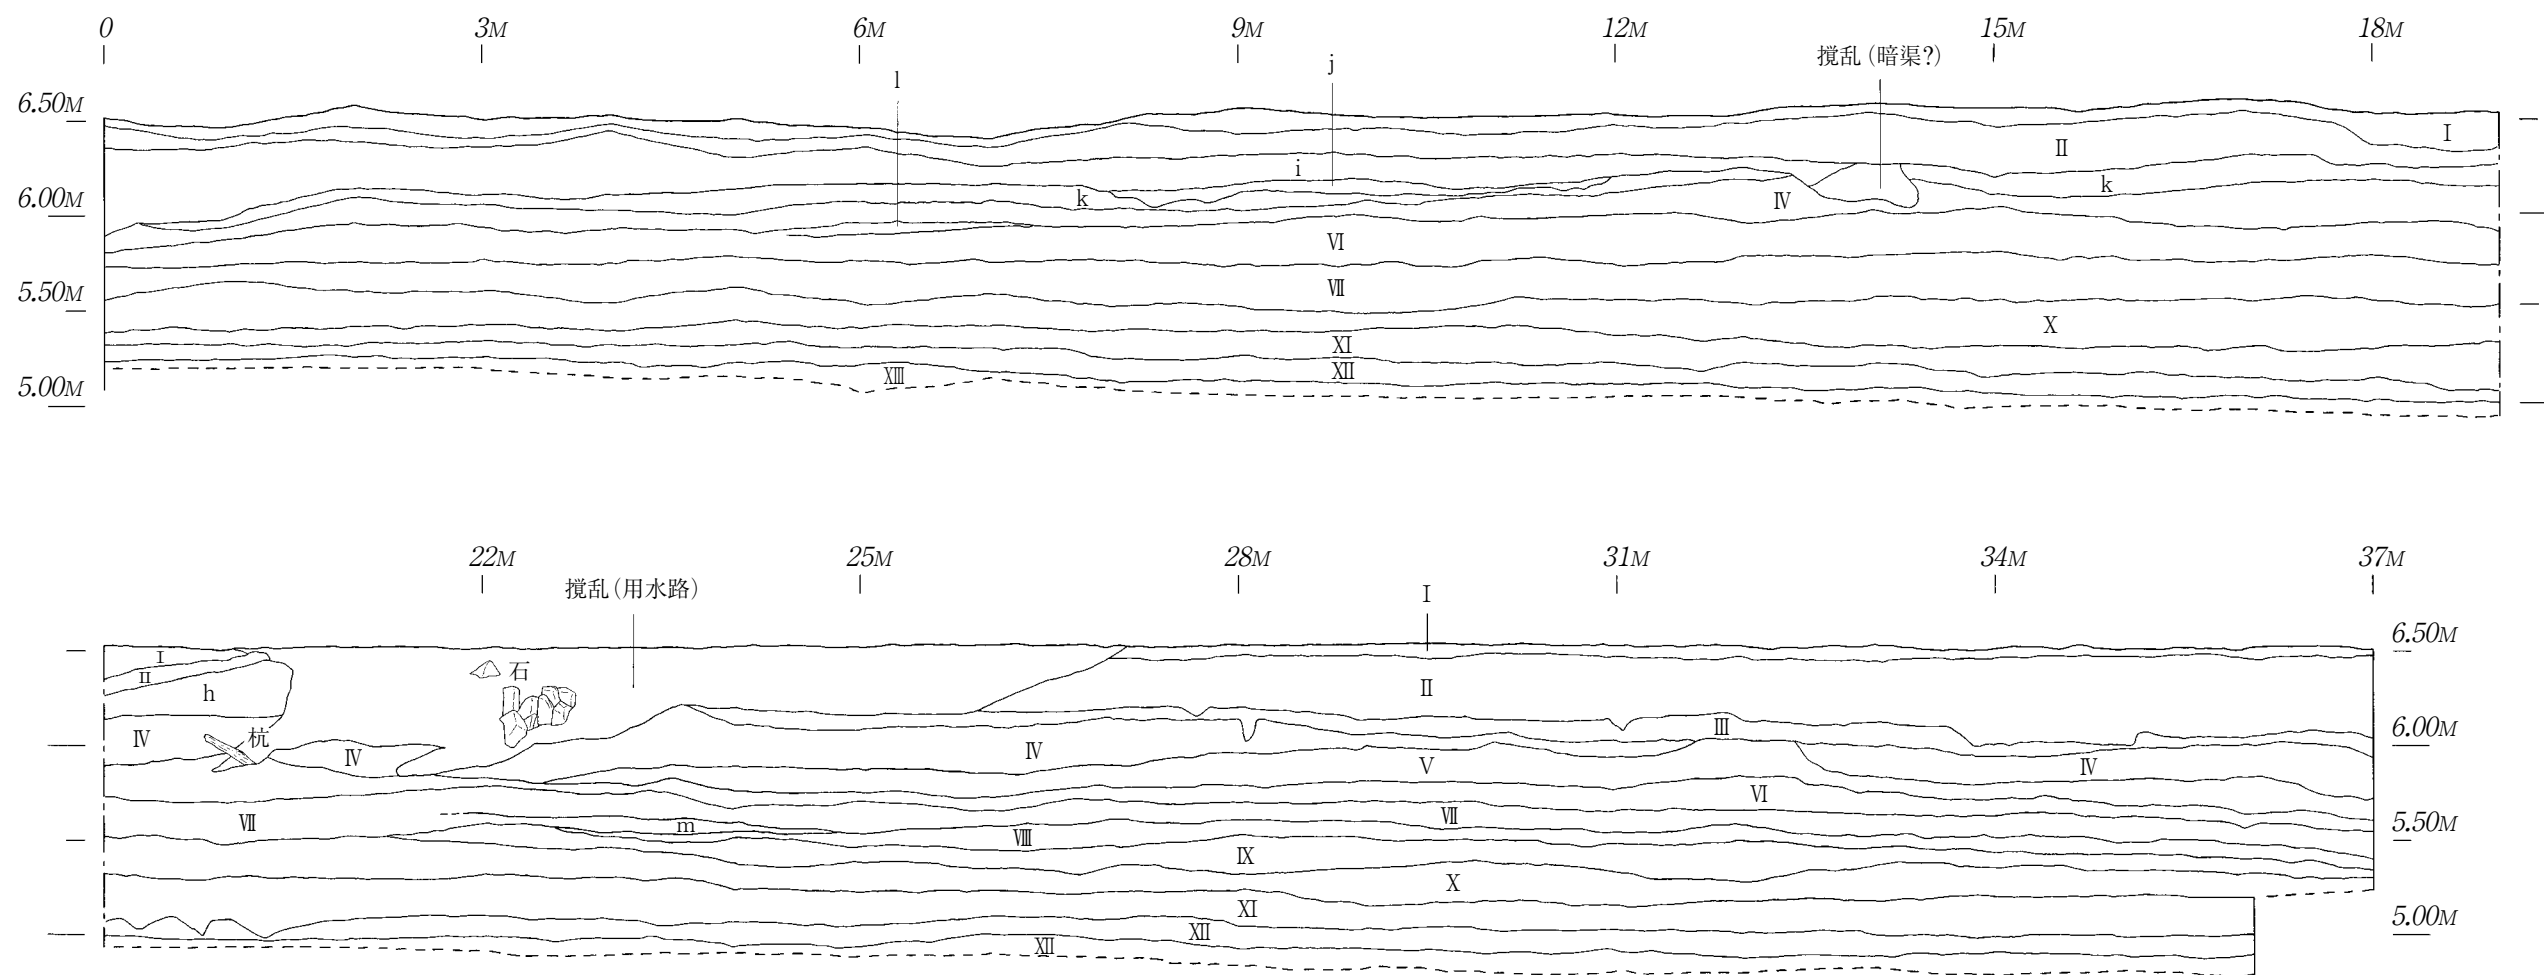 0 3M 6M 9M 12M 15M 18M
撹乱(暗渠?)
j
l
6.50M
I
II
i
k
k
6.00M
IV
VI
5.50M
VII
X
XI
XII
5.00M
XIII
22M 25M 28M 31M 34M 37M
撹乱(用水路)
I
6.50M
I
石
II
h
II
III
6.00M
杭
IV
IV
IV
V
IV
VI
VII
VII
5.50M
m
VIII
IX
X
XI
5.00M
XII
XII